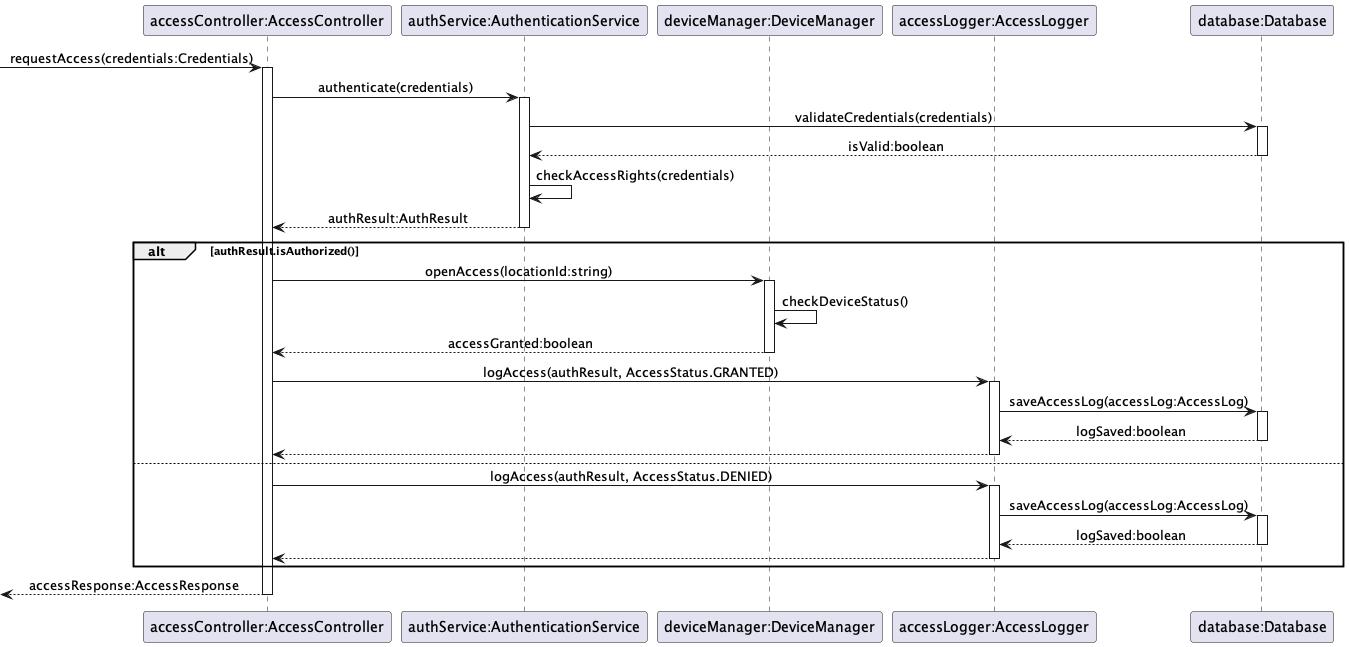 accessController:AccessController
authService:AuthenticationService
deviceManager:DeviceManager
accessLogger:AccessLogger
database:Database
requestAccess(credentials:Credentials)
authenticate(credentials)
validateCredentials(credentials)
isValid:boolean
checkAccessRights(credentials)
authResult:AuthResult
alt
[authResult.isAuthorized()]
openAccess(locationId:string)
checkDeviceStatus()
accessGranted:boolean
logAccess(authResult, AccessStatus.GRANTED)
saveAccessLog(accessLog:AccessLog)
logSaved:boolean
logAccess(authResult, AccessStatus.DENIED)
saveAccessLog(accessLog:AccessLog)
logSaved:boolean
accessResponse:AccessResponse
accessController:AccessController
authService:AuthenticationService
deviceManager:DeviceManager
accessLogger:AccessLogger
database:Database